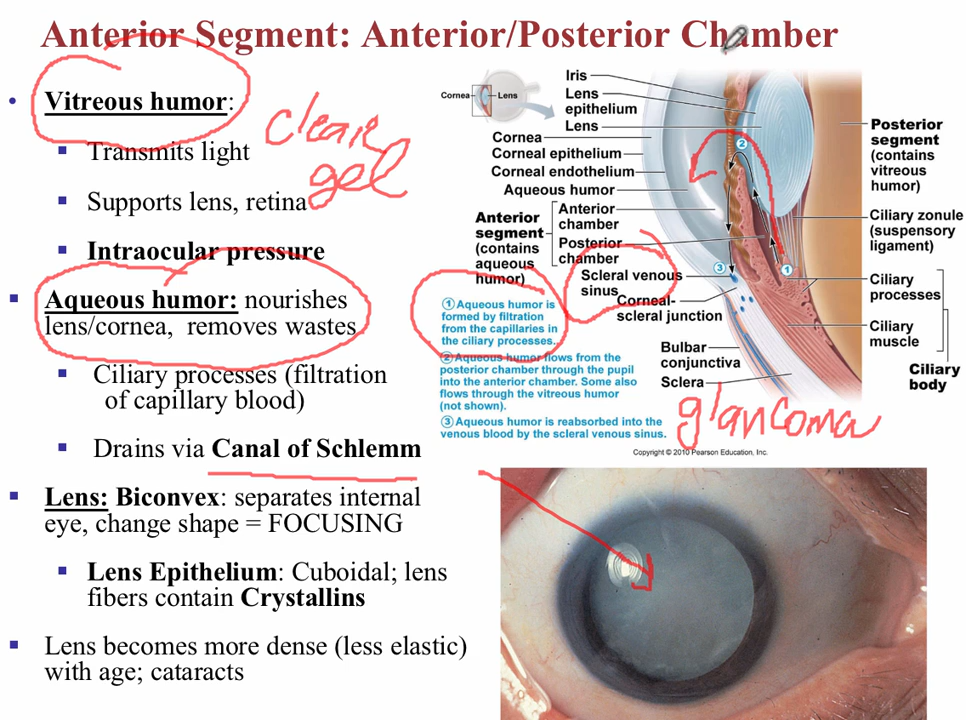 Anterior Segment: Anterior/Posterior Chamber
• Vitreous humor:
▪ Transmits light
▪ Supports lens, retina
▪ Intraocular pressure
▪ Aqueous humor: nourishes
lens/cornea, removes wastes
▪ Ciliary processes (filtration
of capillary blood)
▪ Drains via Canal of Schlemm
▪ Lens: Biconvex: separates internal
eye, change shape = FOCUSING
▪ Lens Epithelium: Cuboidal; lens
fibers contain Crystallins
▪ Lens becomes more dense (less elastic)
with age; cataracts
clear
gel
Cornea
Lens
Iris
Lens
epithelium
Lens
Cornea
Corneal epithelium
Corneal endothelium
Aqueous humor
Anterior
segment
(contains
aqueous
humor)
Anterior
chamber
Posterior
chamber
Scleral venous
sinus
Corneal-
scleral junction
Bulbar
conjunctiva
Sclera
2
3
1
Posterior
segment
(contains
vitreous
humor)
Ciliary zonule
(suspensory
ligament)
Ciliary
processes
Ciliary
muscle
Ciliary
body
1 Aqueous humor is
formed by filtration
from the capillaries in
the ciliary processes.
2 Aqueous humor flows from the
posterior chamber through the pupil
into the anterior chamber. Some also
flows through the vitreous humor
(not shown).
3 Aqueous humor is reabsorbed into the
venous blood by the scleral venous sinus.
glaucoma
Copyright © 2010 Pearson Education, Inc.